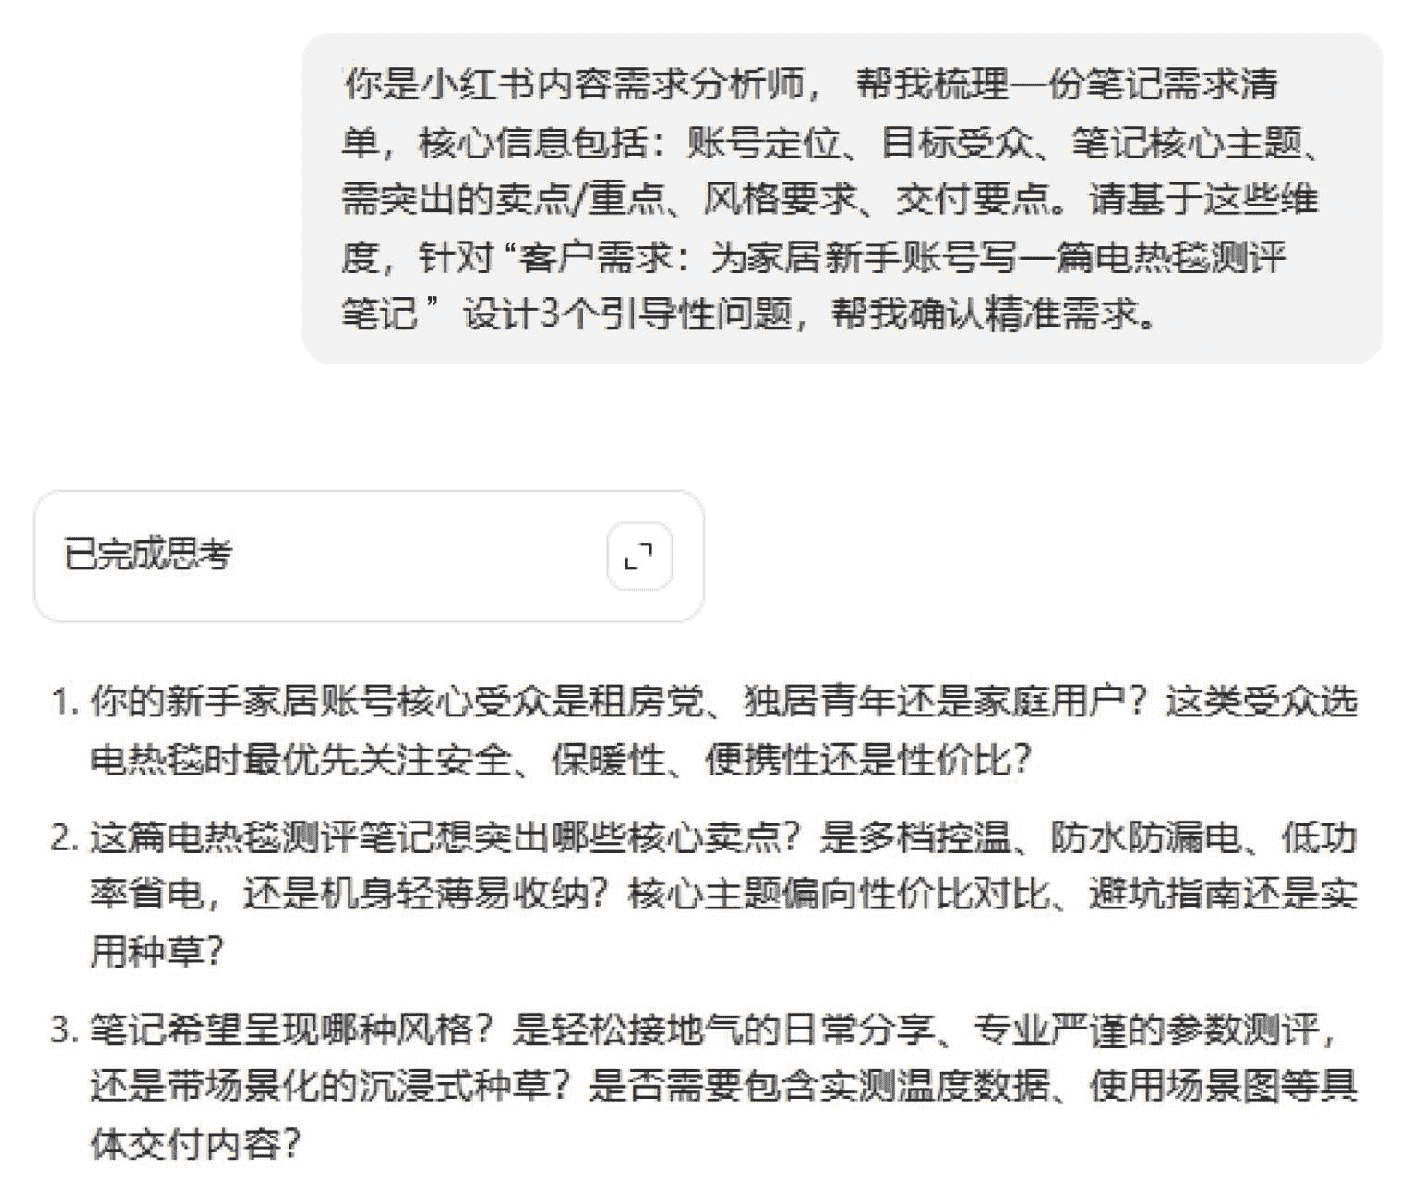 你是小红书内容需求分析师， 帮我梳理一份笔记需求清
单，核心信息包括：账号定位、目标受众、笔记核心主题、
需突出的卖点/重点、风格要求、交付要点。请基于这些维
度，针对“客户需求：为家居新手账号写一篇电热毯测评
笔记” 设计3个引导性问题，帮我确认精准需求。
已完成思考
1. 你的新手家居账号核心受众是租房党、独居青年还是家庭用户？这类受众选
电热毯时最优先关注安全、保暖性、便携性还是性价比？
2. 这篇电热毯测评笔记想突出哪些核心卖点？是多档控温、防水防漏电、低功
率省电，还是机身轻薄易收纳？核心主题偏向性价比对比、避坑指南还是实
用种草？
3. 笔记希望呈现哪种风格？是轻松接地气的日常分享、专业严谨的参数测评，
还是带场景化的沉浸式种草？是否需要包含实测温度数据、使用场景图等具
体交付内容？